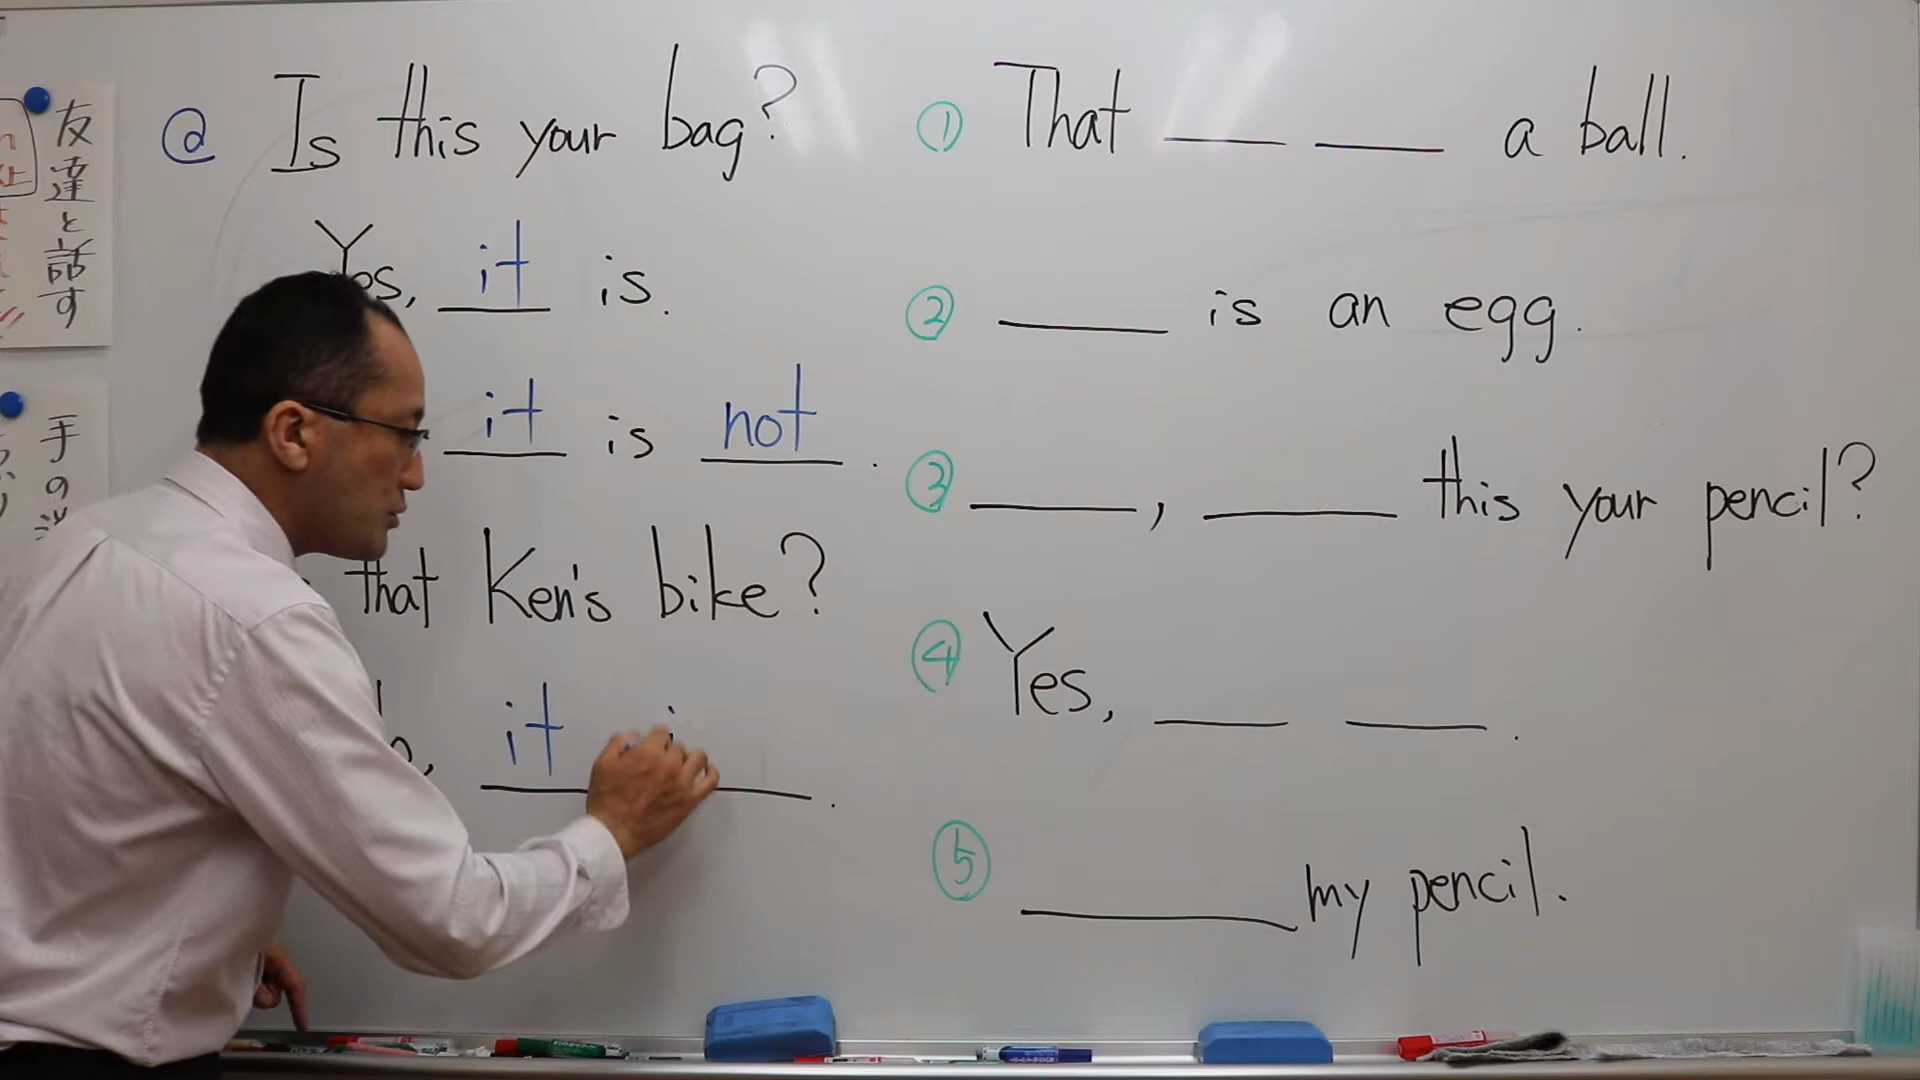 友達と話す
手の
@ Is this your bag?
Yes, it is.
it is not.
that Ken's bike?
it
① That ___ ___ a ball.
② ___ is an egg.
③ ___, ___ this your pencil?
④ Yes, ___ ___.
⑤ ___ my pencil.